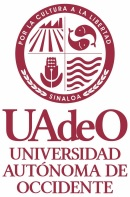 POR LA CULTURA A LA LIBERTAD
SINALOA
UAdeO
UNIVERSIDAD
AUTÓNOMA DE
OCCIDENTE